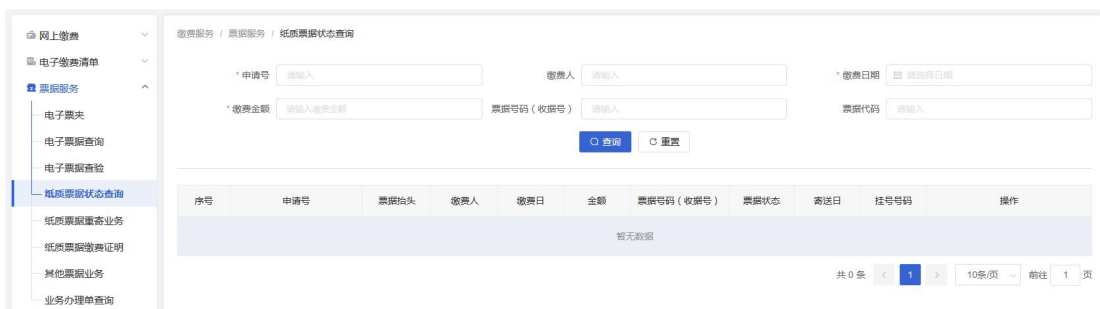 网上缴费
电子缴费清单
票据服务
电子票夹
电子票据查询
电子票据查验
纸质票据状态查询
纸质票据重寄业务
纸质票据缴费证明
其他票据业务
业务办理单查询
缴费服务 / 票据服务 / 纸质票据状态查询
* 申请号 请输入 缴费人 请输入 * 缴费日期 请选择日期
* 缴费金额 请输入缴费金额 票据号码（收据号） 请输入 票据代码 请输入
查询 重置
序号 申请号 票据抬头 缴费人 缴费日 金额 票据号码（收据号） 票据状态 寄送日 挂号号码 操作
暂无数据
共 0 条 < 1 > 10条/页 前往 1 页